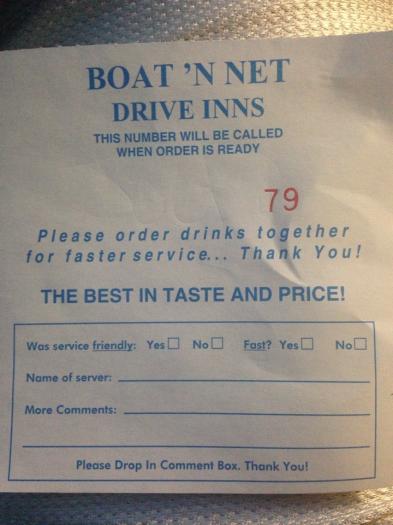 BOAT 'N NET
DRIVE INNS
THIS NUMBER WILL BE CALLED
WHEN ORDER IS READY
79
Please order drinks together
for faster service... Thank You!
THE BEST IN TASTE AND PRICE!
Was service friendly: Yes No Fast? Yes No
Name of server:
More Comments:
Please Drop In Comment Box. Thank You!